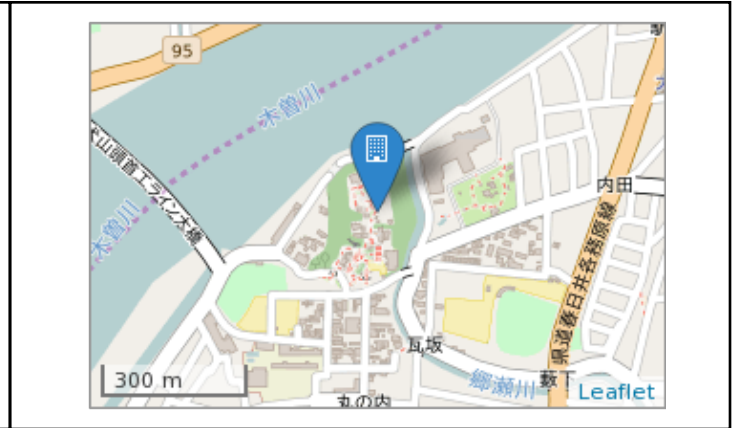 95
木曽川
犬山頭首工ライン大橋
木曽川
内田
県道春日井各務原線
瓦坂
郷瀬川
藪下
300 m
Leaflet
丸の内